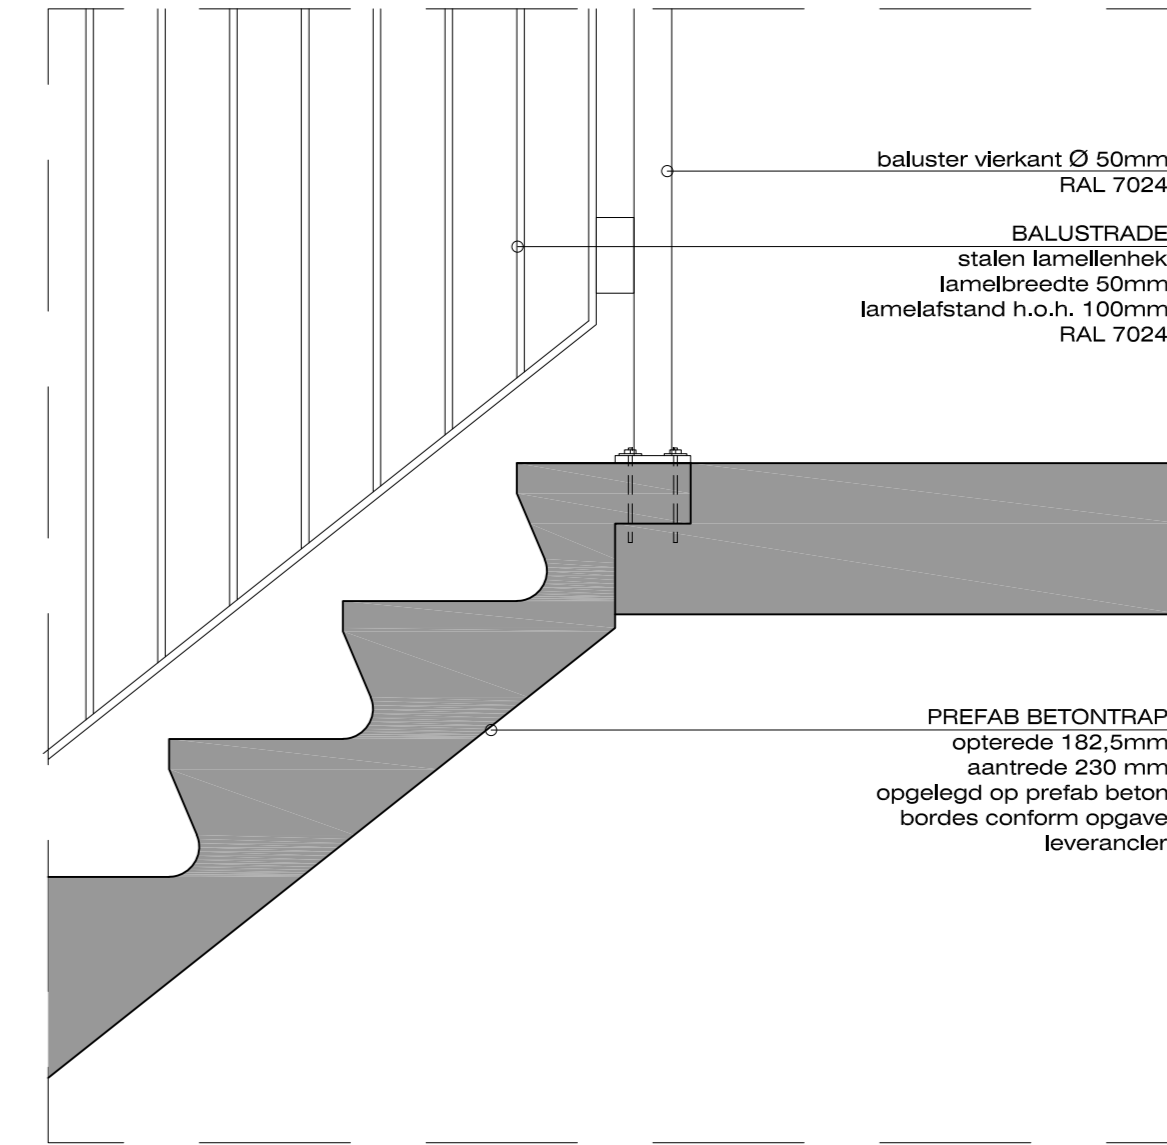 baluster vierkant Ø 50mm
RAL 7024
BALUSTRADE
stalen lamellenhek
lamelbreedte 50mm
lamelafstand h.o.h. 100mm
RAL 7024
PREFAB BETONTRAP
opterede 182,5mm
aantrede 230 mm
opgelegd op prefab beton
bordes conform opgave
leverancier